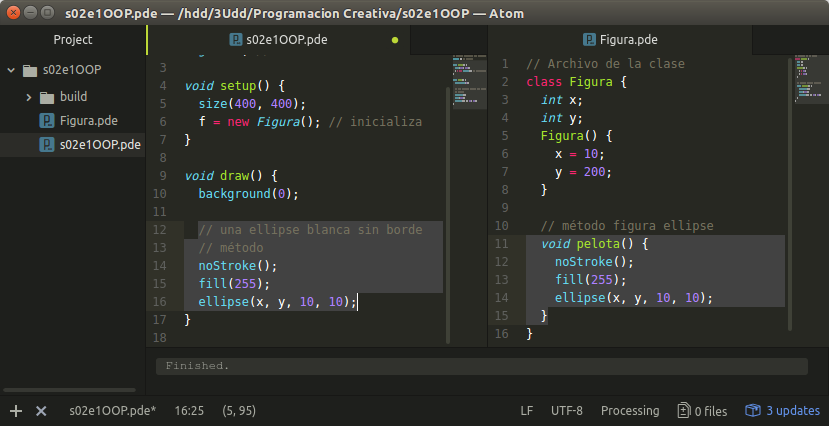 s02e1OOP.pde — /hdd/3Udd/Programacion Creativa/s02e1OOP — Atom
Project
s02e1OOP
build
Figura.pde
s02e1OOP.pde
s02e1OOP.pde
3
4 void setup() {
5 size(400, 400);
6 f = new Figura(); // inicializa
7 }
8
9 void draw() {
10 background(0);
11
12 // una ellipse blanca sin borde
13 // método
14 noStroke();
15 fill(255);
16 ellipse(x, y, 10, 10);
17 }
18
Figura.pde
1 // Archivo de la clase
2 class Figura {
3 int x;
4 int y;
5 Figura() {
6 x = 10;
7 y = 200;
8 }
9
10 // método figura ellipse
11 void pelota() {
12 noStroke();
13 fill(255);
14 ellipse(x, y, 10, 10);
15 }
16 }
Finished.
s02e1OOP.pde* 16:25 (5, 95) LF UTF-8 Processing 0 files 3 updates